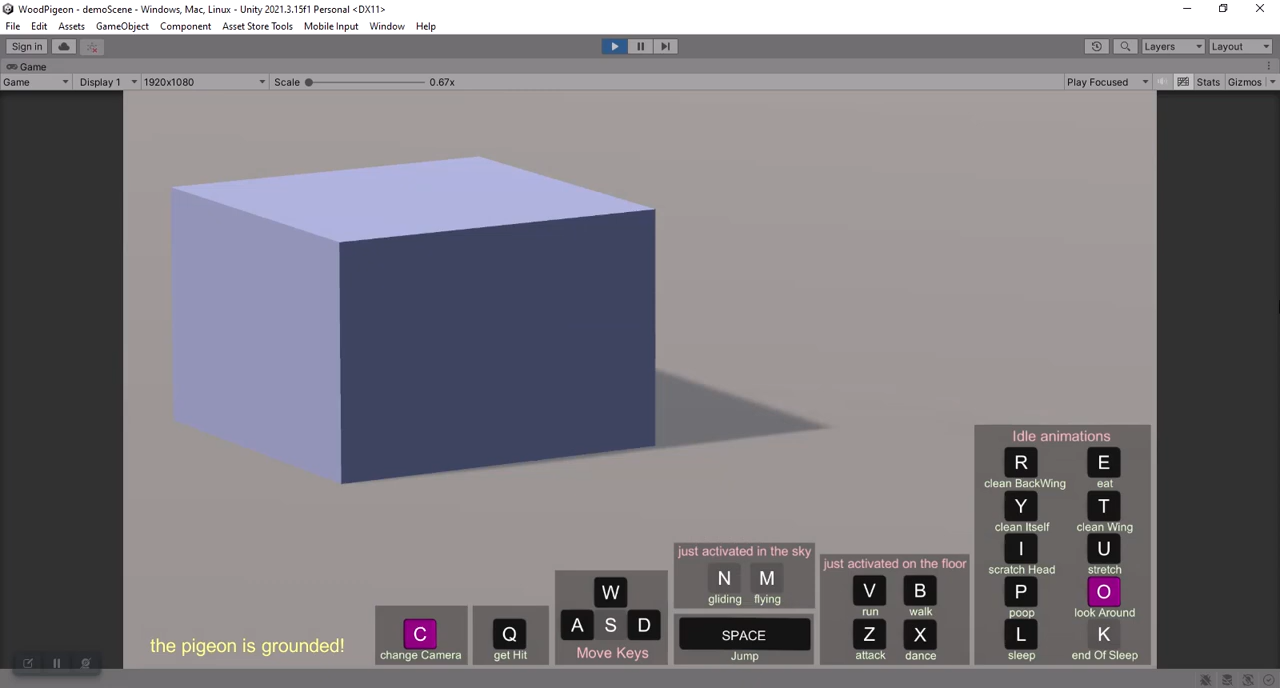 WoodPigeon - demoScene - Windows, Mac, Linux - Unity 2021.3.15f1 Personal <DX11>
File Edit Assets GameObject Component Asset Store Tools Mobile Input Window Help
Sign in Layers Layout
Game
Game Display 1 1920x1080 Scale 0.67x Play Focused Stats Gizmos
Idle animations
R E
clean BackWing eat
Y T
clean Itself clean Wing
I U
scratch Head stretch
P O
poop look Around
L K
sleep end Of Sleep
just activated in the sky
N M
gliding flying
SPACE
Jump
just activated on the floor
V B
run walk
Z X
attack dance
W
A S D
Move Keys
Q
get Hit
C
change Camera
the pigeon is grounded!